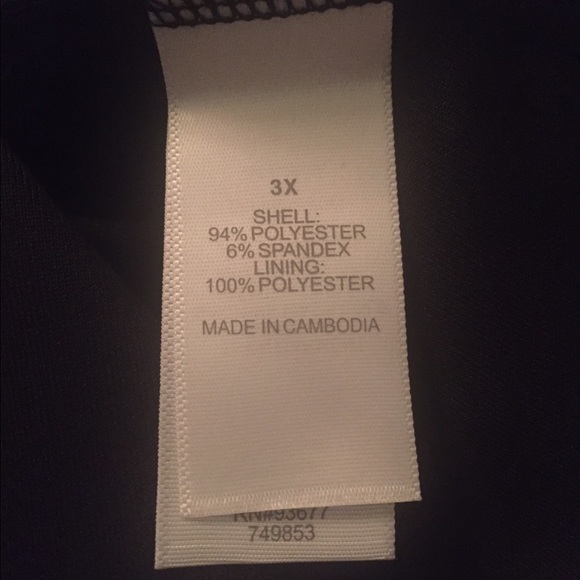 3X
SHELL:
94% POLYESTER
6% SPANDEX
LINING:
100% POLYESTER
MADE IN CAMBODIA
RN#93677
749853